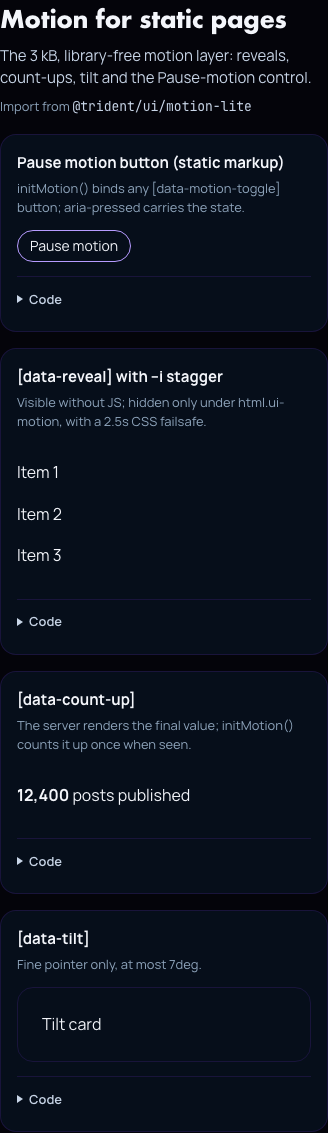 Motion for static pages
The 3 kB, library-free motion layer: reveals,
count-ups, tilt and the Pause-motion control.
Import from @trident/ui/motion-lite
Pause motion button (static markup)
initMotion() binds any [data-motion-toggle]
button; aria-pressed carries the state.
Pause motion
Code
[data-reveal] with –i stagger
Visible without JS; hidden only under html.ui-
motion, with a 2.5s CSS failsafe.
Item 1
Item 2
Item 3
Code
[data-count-up]
The server renders the final value; initMotion()
counts it up once when seen.
12,400 posts published
Code
[data-tilt]
Fine pointer only, at most 7deg.
Tilt card
Code